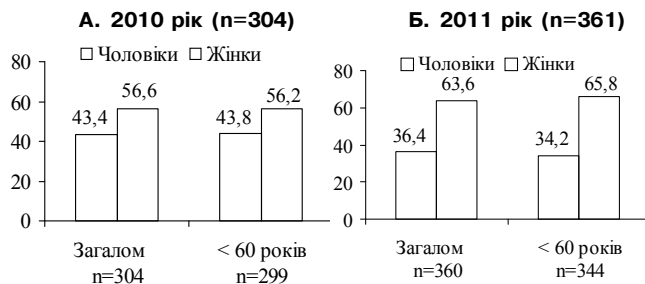 А. 2010 рік (n=304)
Чоловіки Жінки
80
60
40
20
0
43,4
56,6
43,8
56,2
Загалом
n=304
< 60 років
n=299
Б. 2011 рік (n=361)
Чоловіки Жінки
80
60
40
20
0
36,4
63,6
34,2
65,8
Загалом
n=360
< 60 років
n=344